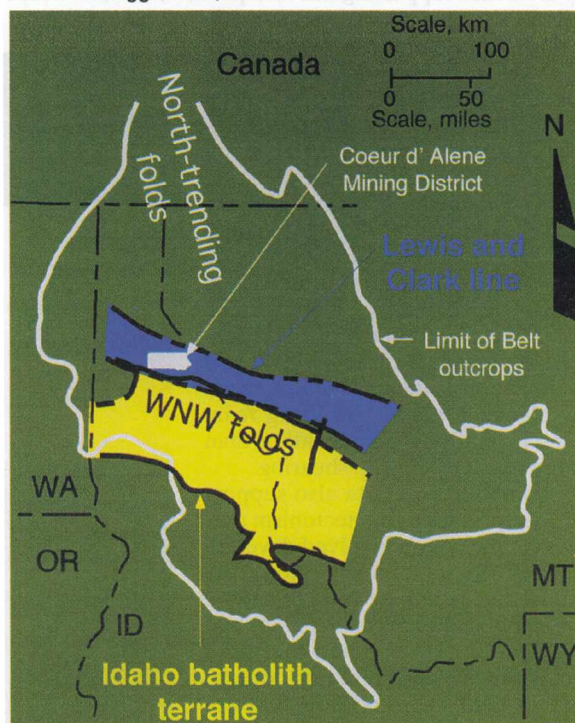 Scale, km
0 100
Canada
0 50
Scale, miles
N
North-trending
folds
Coeur d' Alene
Mining District
Lewis and
Clark line
Limit of Belt
outcrops
WNW folds
WA
OR
ID
MT
WY
Idaho batholith
terrane